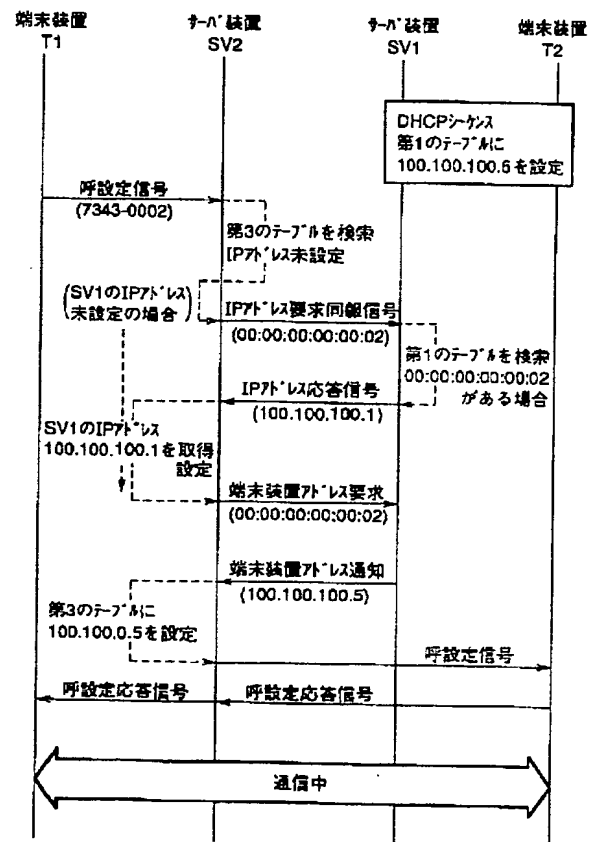 端末装置
T1
サーバ装置
SV2
サーバ装置
SV1
端末装置
T2
DHCPシーケンス
第1のテーブルに
100.100.100.5を設定
呼設定信号
(7343-0002)
第3のテーブルを検索
IPアドレス未設定
(SV1のIPアドレス
未設定の場合)
IPアドレス要求同報信号
(00:00:00:00:00:02)
第1のテーブルを検索
00:00:00:00:00:02
がある場合
IPアドレス応答信号
(100.100.100.1)
SV1のIPアドレス
100.100.100.1を取得
設定
端末装置アドレス要求
(00:00:00:00:00:02)
端末装置アドレス通知
(100.100.100.5)
第3のテーブルに
100.100.0.5を設定
呼設定信号
呼設定応答信号
呼設定応答信号
通信中